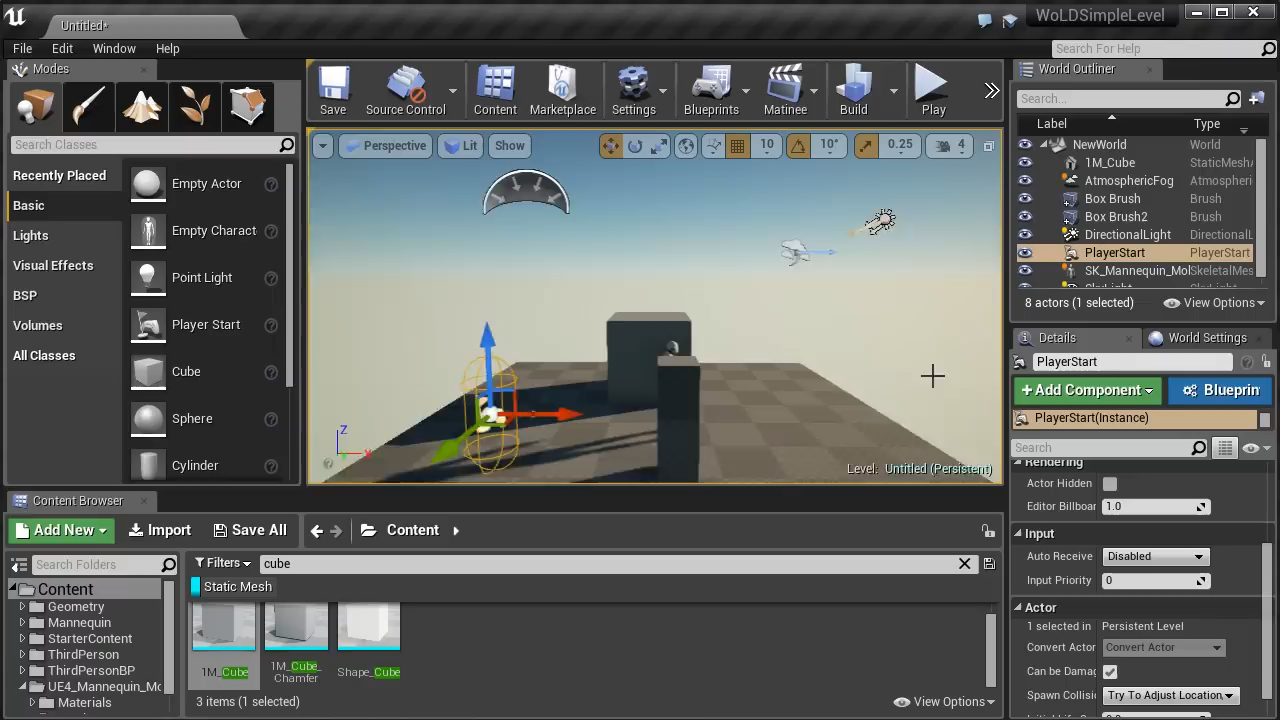 Untitled*
WoLDSimpleLevel
File Edit Window Help
Search For Help
Modes
Search Classes
Recently Placed
Basic
Lights
Visual Effects
BSP
Volumes
All Classes
Empty Actor
Empty Charact
Point Light
Player Start
Cube
Sphere
Cylinder
Save Source Control Content Marketplace Settings Blueprints Matinee Build Play
Perspective Lit Show 10 10° 0.25 4
Z
X
Level: Untitled (Persistent)
World Outliner
Search...
Label Type
NewWorld World
1M_Cube StaticMeshA
AtmosphericFog Atmospheri
Box Brush Brush
Box Brush2 Brush
DirectionalLight DirectionalL
PlayerStart PlayerStart
SK_Mannequin_Mob SkeletalMes
8 actors (1 selected) View Options
Details World Settings
PlayerStart
+Add Component Blueprin
PlayerStart(Instance)
Search
Rendering
Actor Hidden
Editor Billboar 1.0
Input
Auto Receive Disabled
Input Priority 0
Actor
1 selected in Persistent Level
Convert Actor Convert Actor
Can be Damag
Spawn Collisio Try To Adjust Location,
Content Browser
Add New Import Save All Content
Search Folders
Filters cube
Static Mesh
Content
Geometry
Mannequin
StarterContent
ThirdPerson
ThirdPersonBP
UE4_Mannequin_Mo
Materials
1M_Cube
1M_Cube_
Chamfer
Shape_Cube
3 items (1 selected) View Options